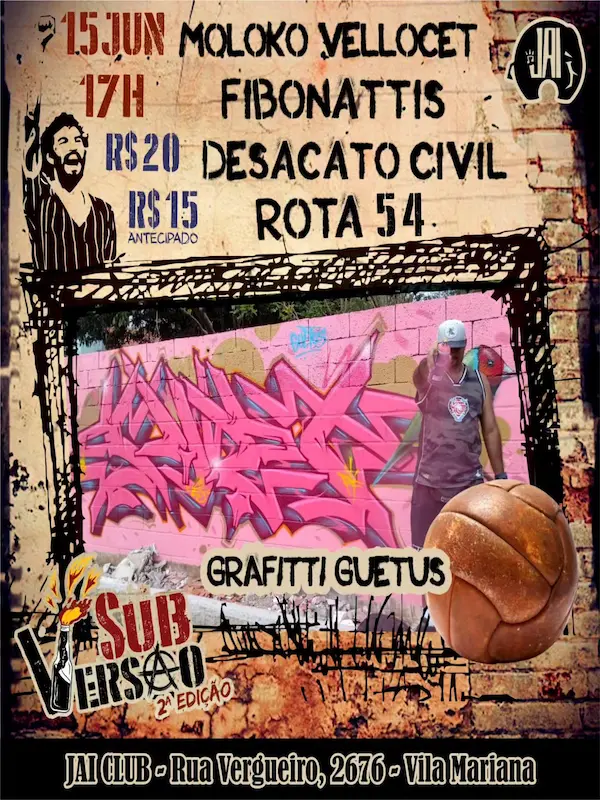 15 JUN
17H
R$ 20
R$ 15
ANTECIPADO
MOLOKO VELLOCET
FIBONATTIS
DESACATO CIVIL
ROTA 54
JAI
GRAFITTI GUETUS
SUB
VERSAO
2ª EDIÇÃO
JAI CLUB - Rua Vergueiro, 2676 - Vila Mariana